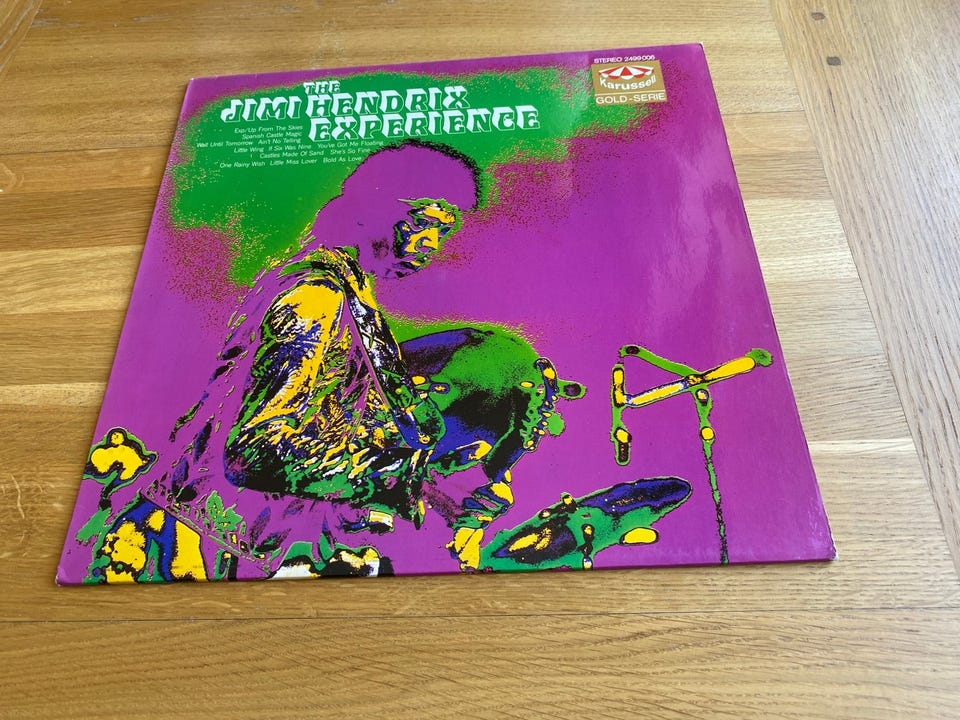 STEREO 2499 006
Karussell
GOLD-SERIE
THE
JIMI HENDRIX
EXPERIENCE
Exp/Up From The Skies
Spanish Castle Magic
Wait Until Tomorrow Ain't No Telling
Little Wing If Six Was Nine You've Got Me Floating
Castles Made Of Sand She's So Fine
One Rainy Wish Little Miss Lover Bold As Love